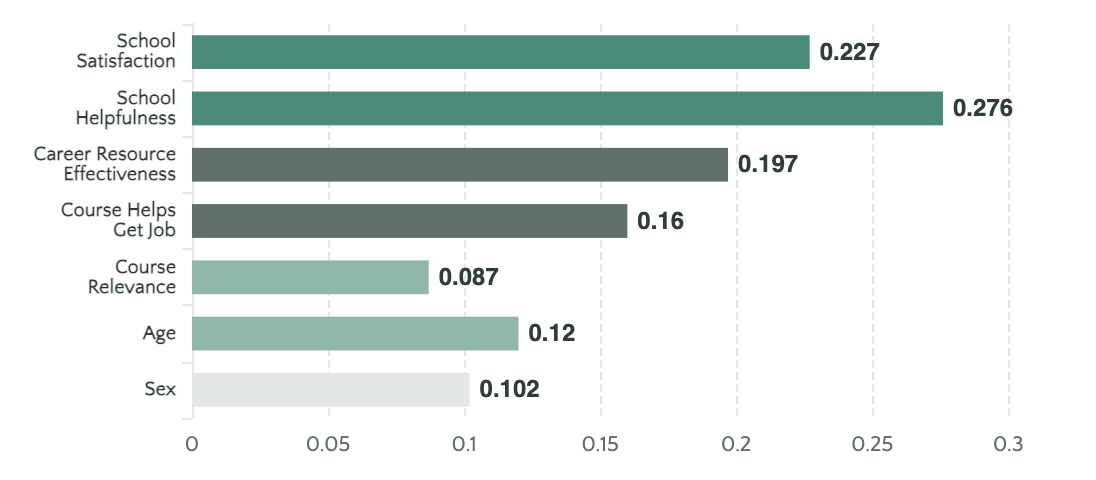 School
Satisfaction
0.227
School
Helpfulness
0.276
Career Resource
Effectiveness
0.197
Course Helps
Get Job
0.16
Course
Relevance
0.087
Age
0.12
Sex
0.102
0 0.05 0.1 0.15 0.2 0.25 0.3